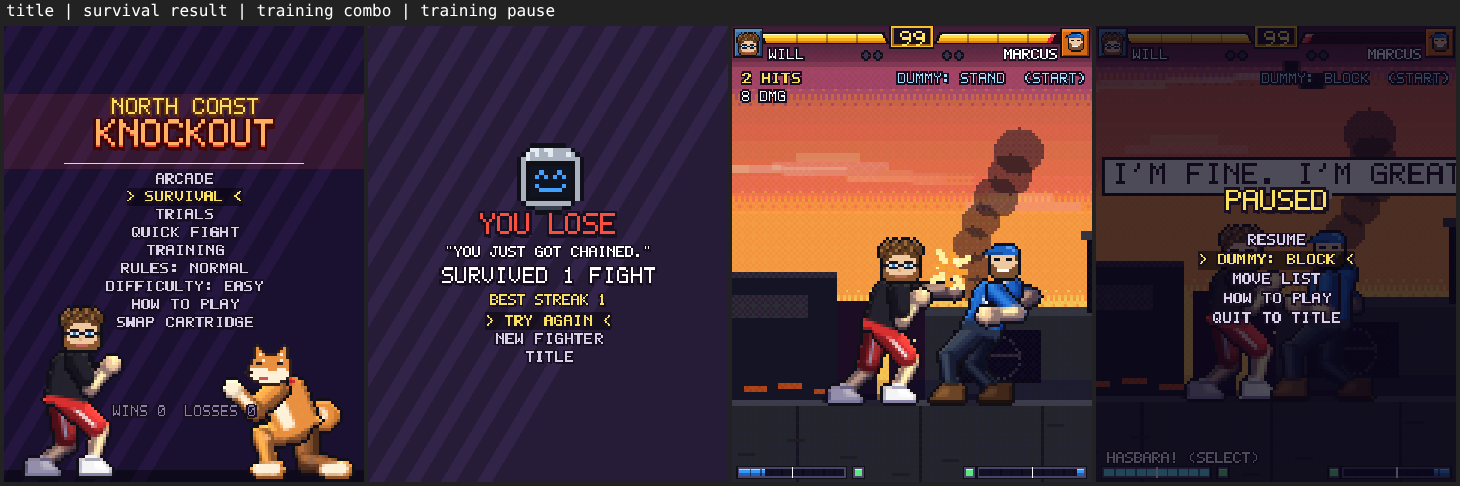 title | survival result | training combo | training pause
NORTH COAST
KNOCKOUT
ARCADE
> SURVIVAL <
TRIALS
QUICK FIGHT
TRAINING
RULES: NORMAL
DIFFICULTY: EASY
HOW TO PLAY
SWAP CARTRIDGE
WINS 0 LOSSES 0
YOU LOSE
"YOU JUST GOT CHAINED."
SURVIVED 1 FIGHT
BEST STREAK 1
> TRY AGAIN <
NEW FIGHTER
TITLE
99
WILL
MARCUS
2 HITS
DUMMY: STAND (START)
8 DMG
99
WILL
MARCUS
DUMMY: BLOCK (START)
I'M FINE. I'M GREAT
PAUSED
RESUME
> DUMMY: BLOCK <
MOVE LIST
HOW TO PLAY
QUIT TO TITLE
HASBARA! (SELECT)